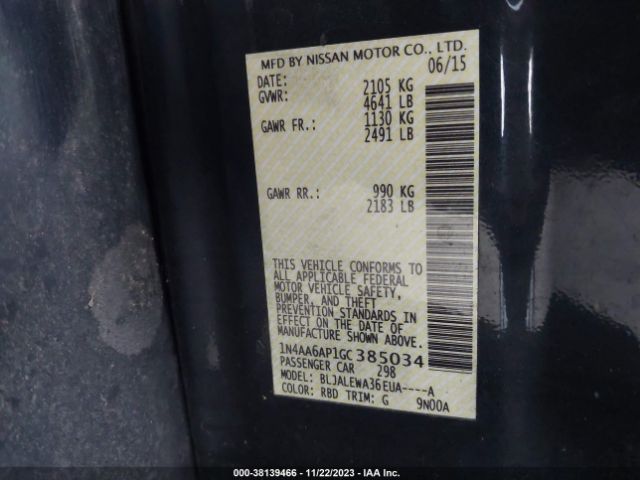 MFD BY NISSAN MOTOR CO., LTD.
DATE: 06/15
GVWR: 2105 KG
4641 LB
GAWR FR.: 1130 KG
2491 LB
GAWR RR.: 990 KG
2183 LB
THIS VEHICLE CONFORMS TO
ALL APPLICABLE FEDERAL
MOTOR VEHICLE SAFETY,
BUMPER, AND THEFT
PREVENTION STANDARDS IN
EFFECT ON THE DATE OF
MANUFACTURE SHOWN ABOVE.
1N4AA6AP1GC385034
PASSENGER CAR 298
MODEL: BLJALEWA36EUA----A
COLOR: RBD TRIM: G 9N00A
000-38139466 - 11/22/2023 - IAA Inc.